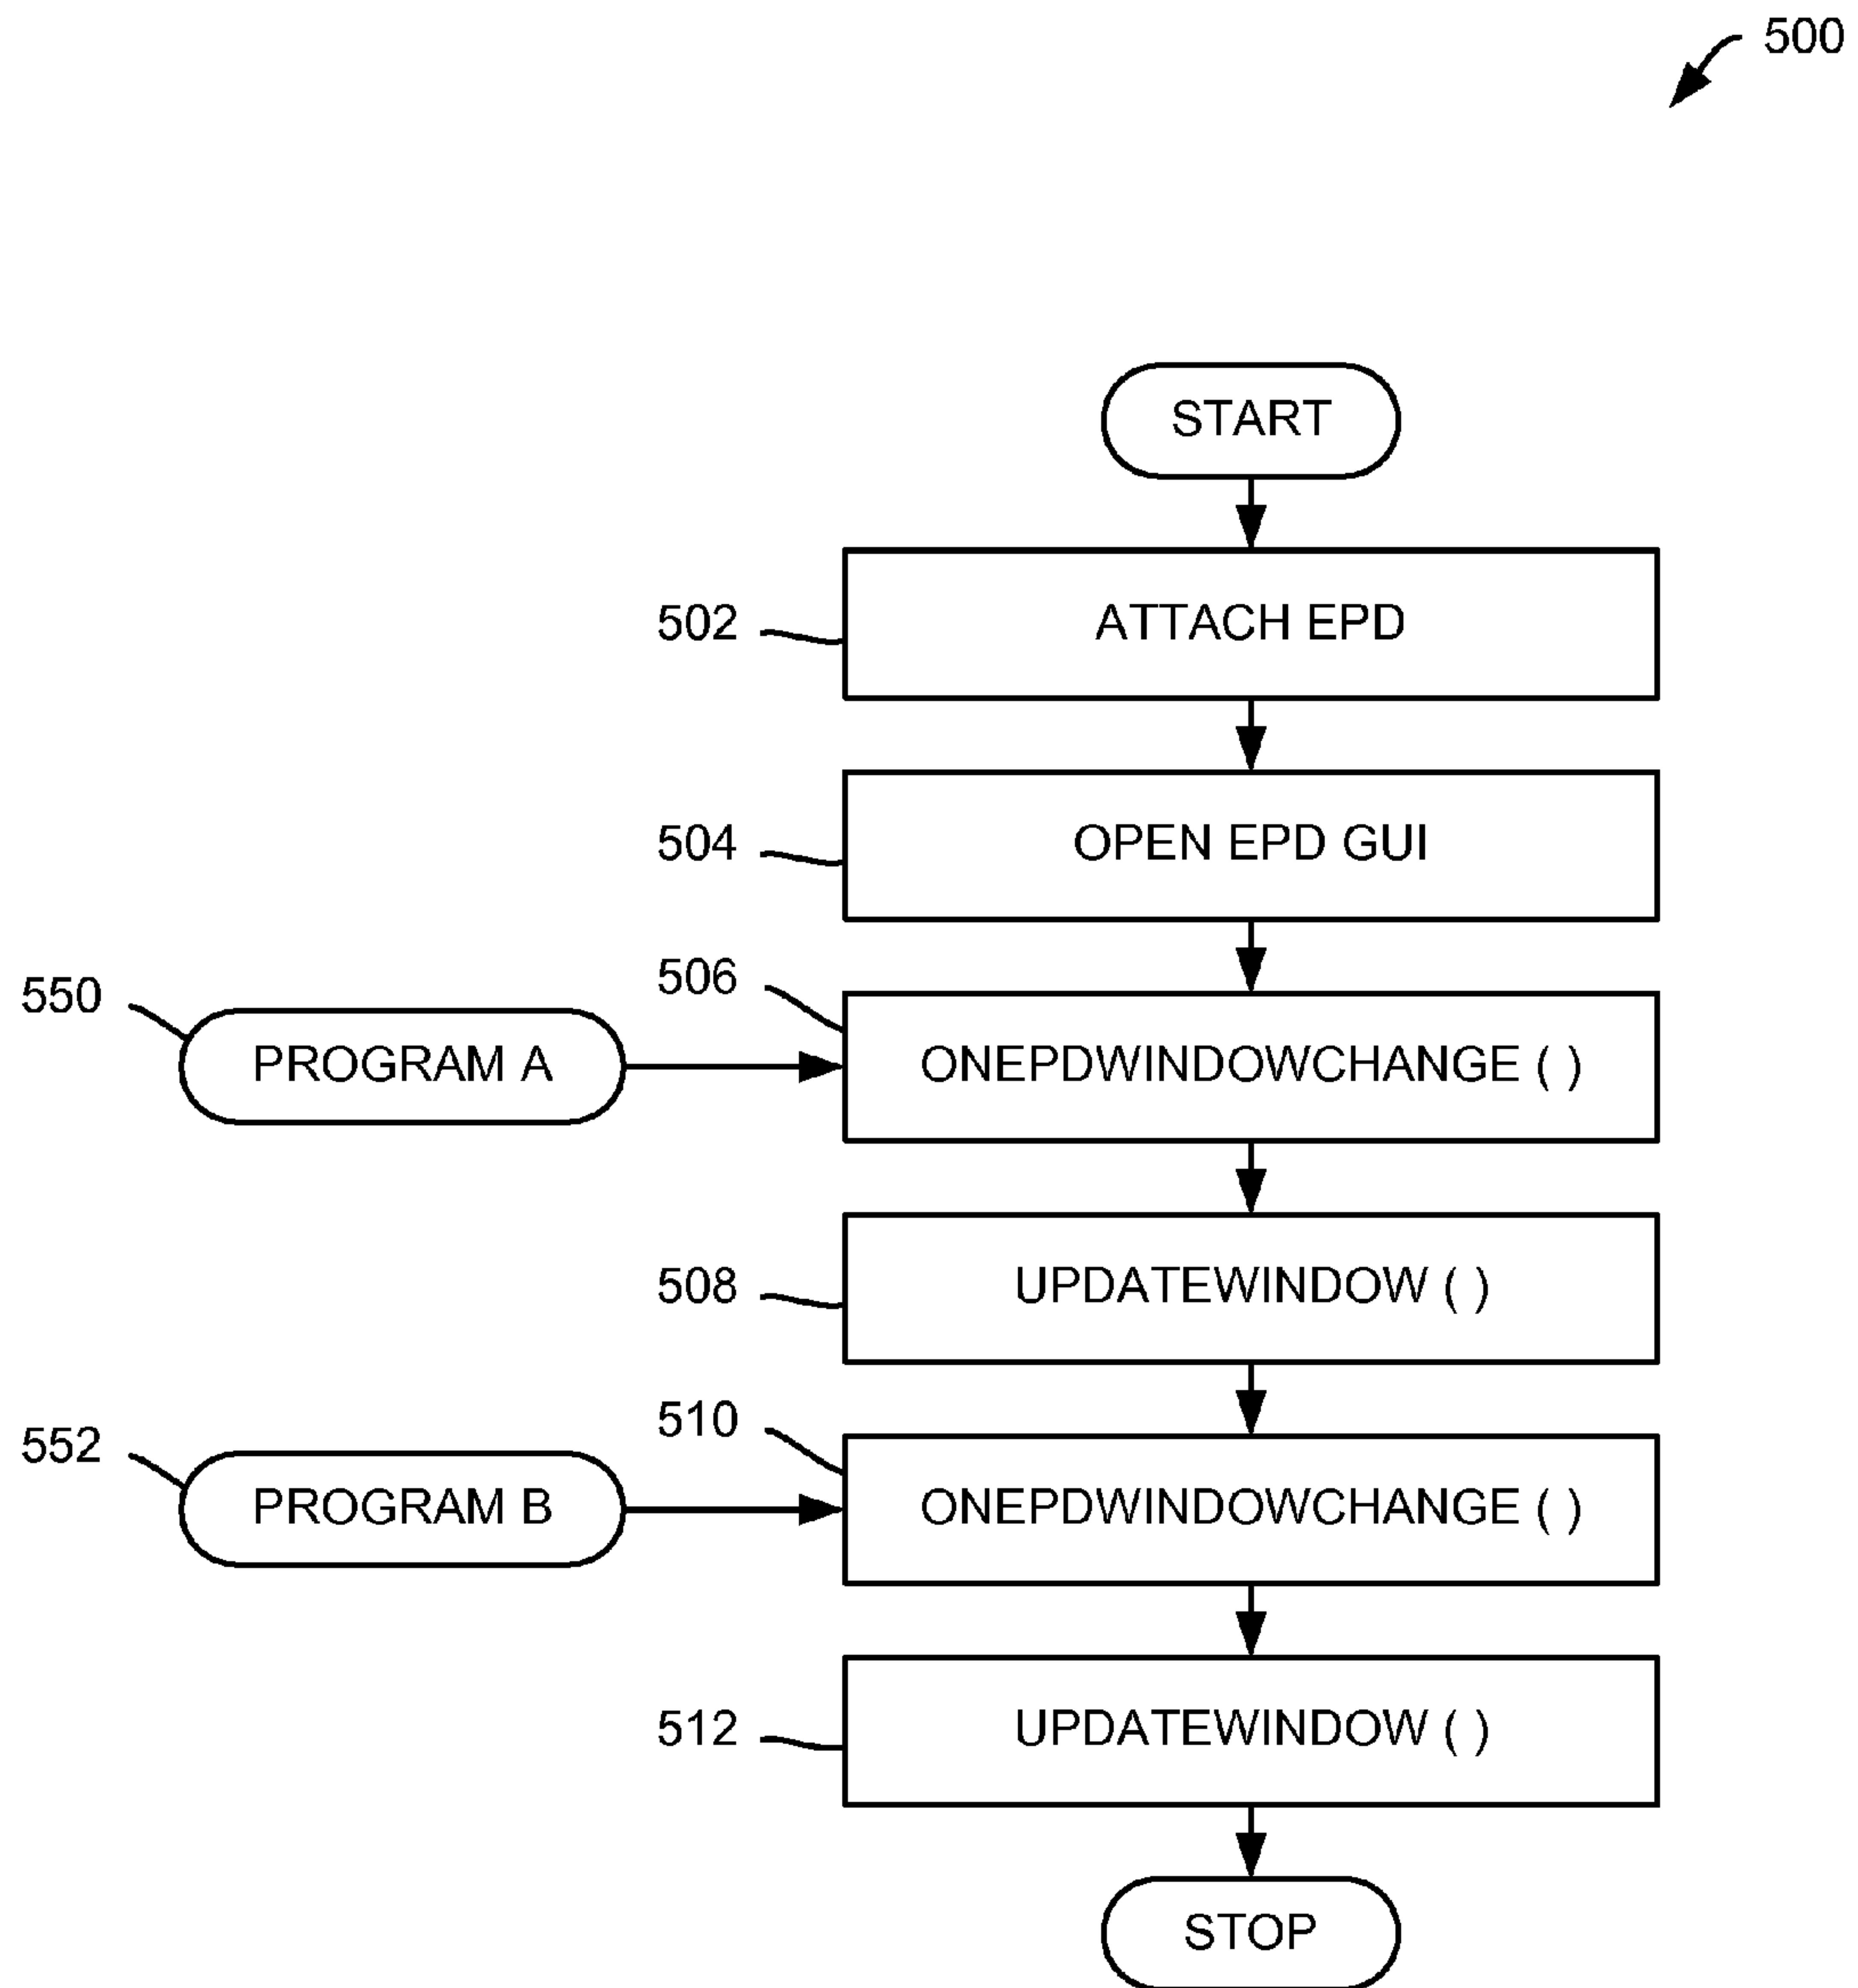 500
START
502
ATTACH EPD
504
OPEN EPD GUI
550
506
PROGRAM A
ONEPDWINDOWCHANGE ( )
508
UPDATEWINDOW ( )
552
510
PROGRAM B
ONEPDWINDOWCHANGE ( )
512
UPDATEWINDOW ( )
STOP